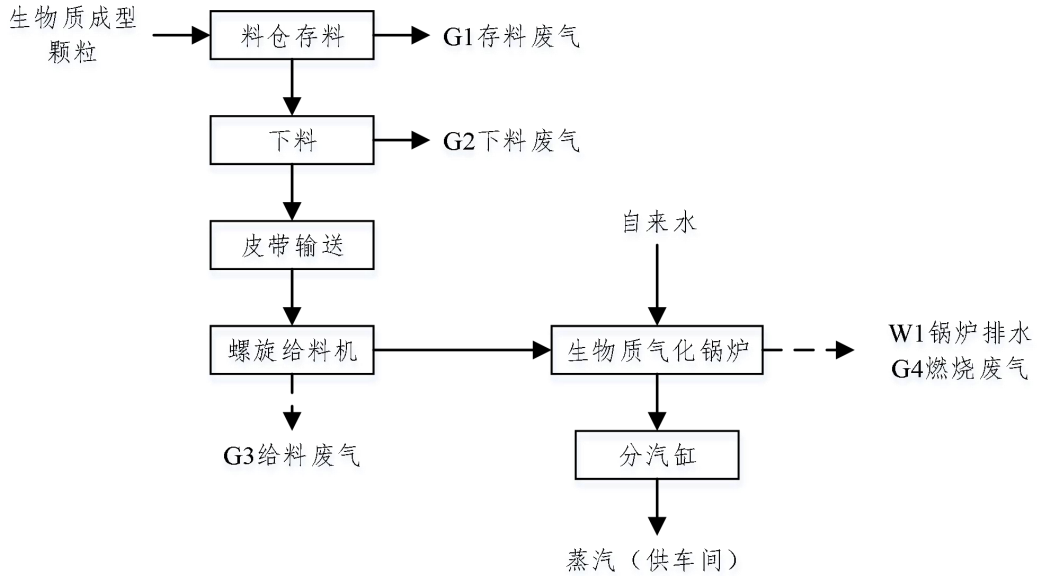 生物质成型
颗粒
料仓存料
G1存料废气
下料
G2下料废气
皮带输送
自来水
螺旋给料机
生物质气化锅炉
W1锅炉排水
G4燃烧废气
G3给料废气
分汽缸
蒸汽（供车间）